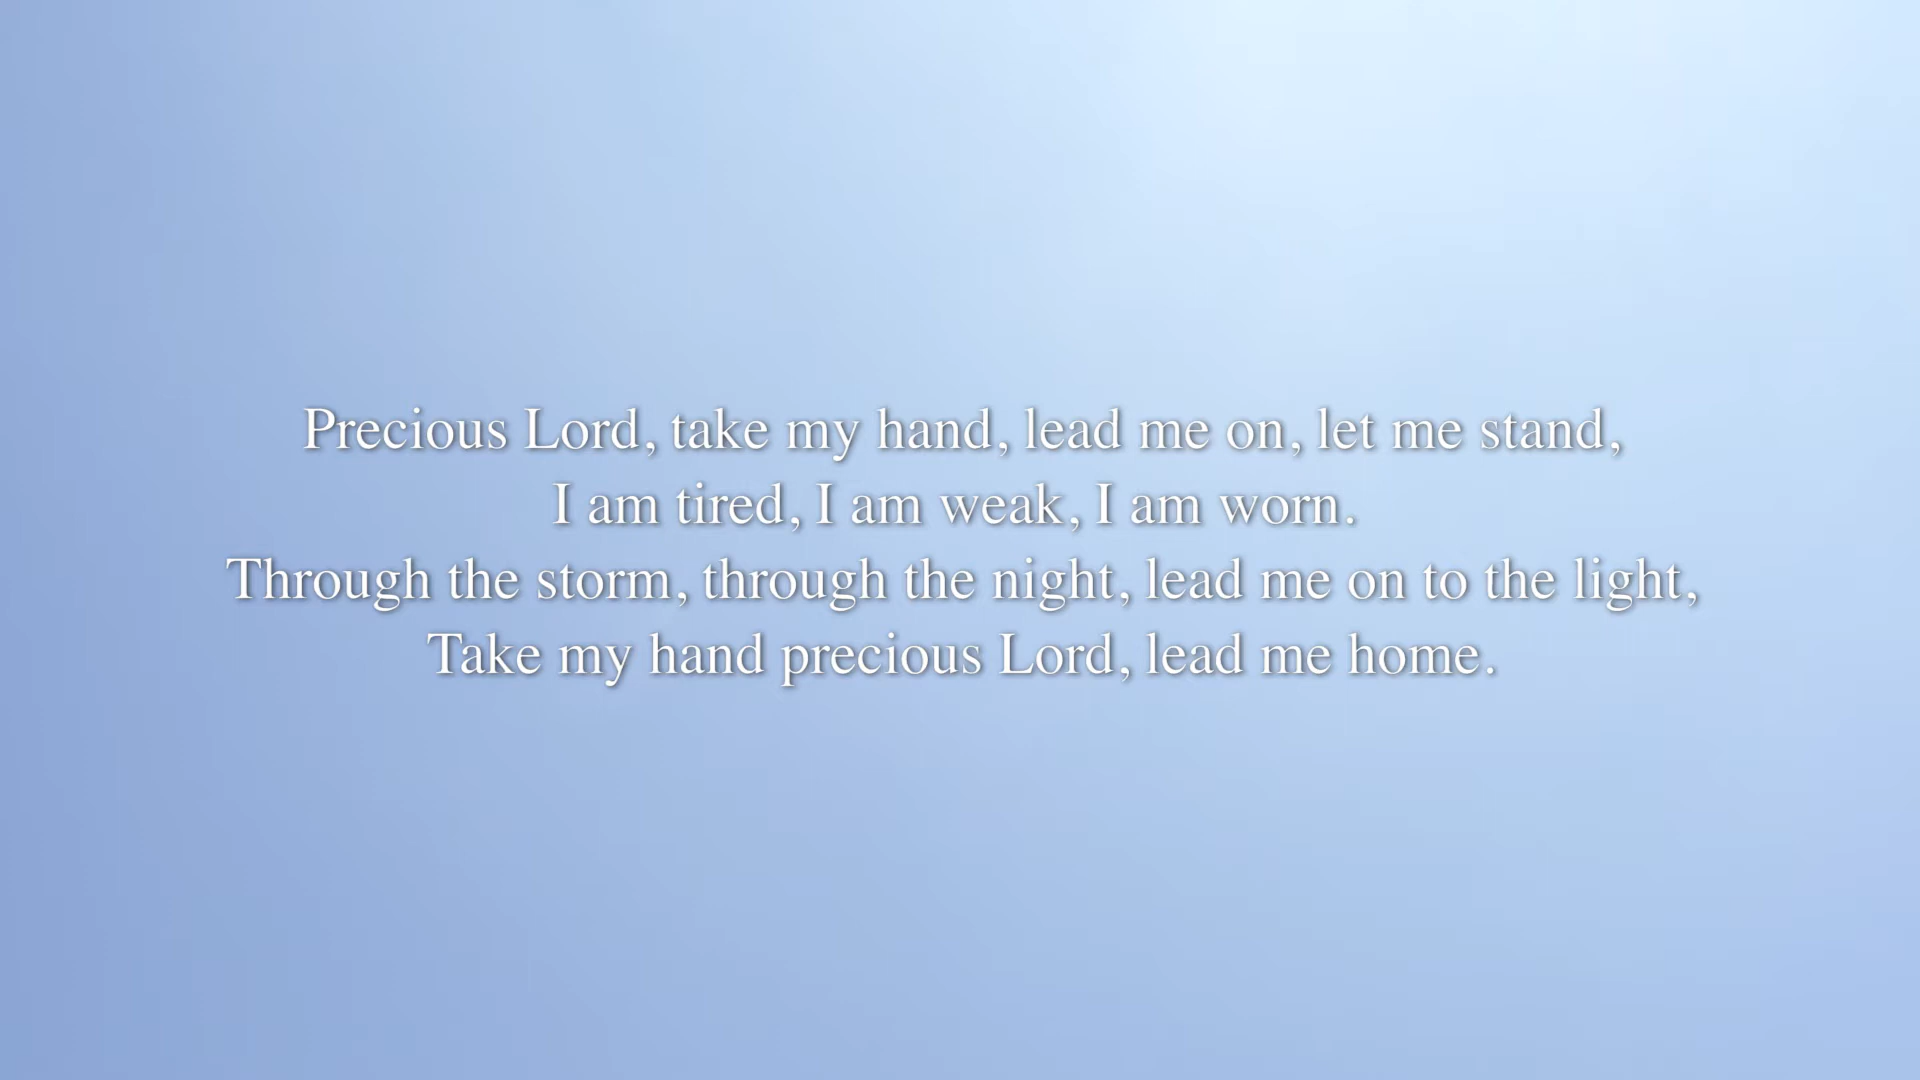 Precious Lord, take my hand, lead me on, let me stand,
I am tired, I am weak, I am worn.
Through the storm, through the night, lead me on to the light,
Take my hand precious Lord, lead me home.